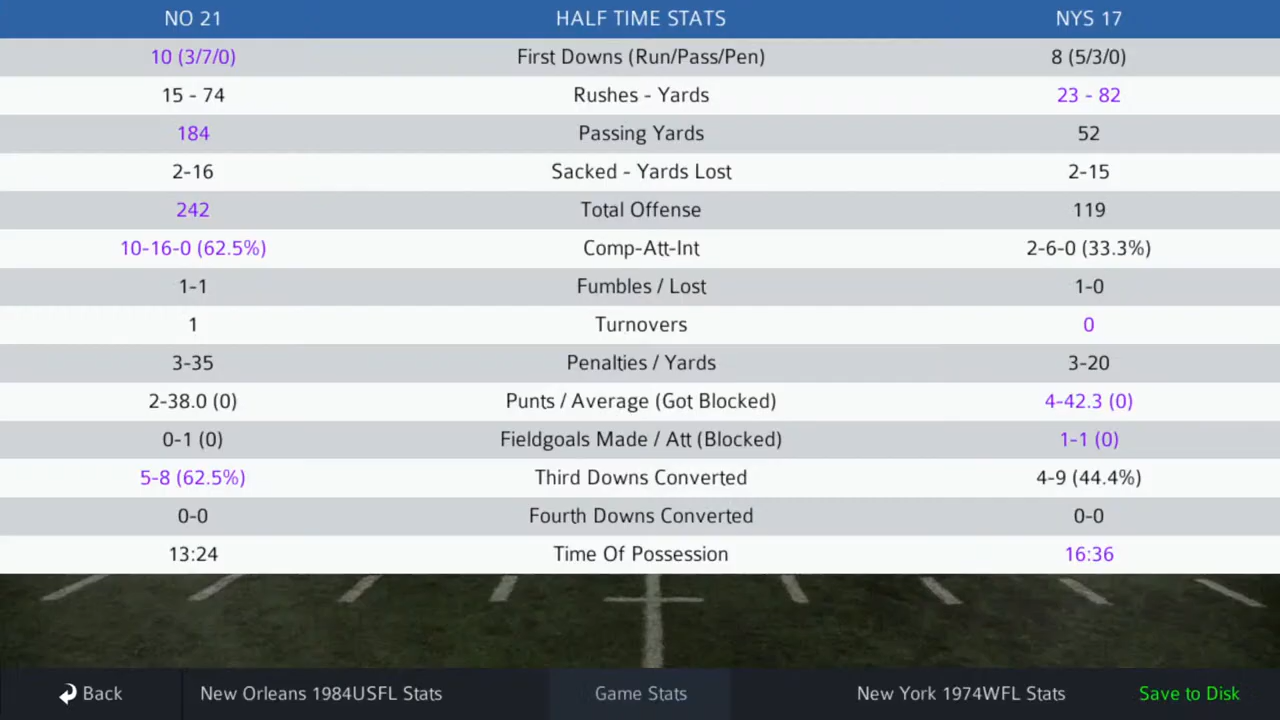 NO 21 HALF TIME STATS NYS 17
10 (3/7/0) First Downs (Run/Pass/Pen) 8 (5/3/0)
15 - 74 Rushes - Yards 23 - 82
184 Passing Yards 52
2-16 Sacked - Yards Lost 2-15
242 Total Offense 119
10-16-0 (62.5%) Comp-Att-Int 2-6-0 (33.3%)
1-1 Fumbles / Lost 1-0
1 Turnovers 0
3-35 Penalties / Yards 3-20
2-38.0 (0) Punts / Average (Got Blocked) 4-42.3 (0)
0-1 (0) Fieldgoals Made / Att (Blocked) 1-1 (0)
5-8 (62.5%) Third Downs Converted 4-9 (44.4%)
0-0 Fourth Downs Converted 0-0
13:24 Time Of Possession 16:36
Back New Orleans 1984USFL Stats Game Stats New York 1974WFL Stats Save to Disk